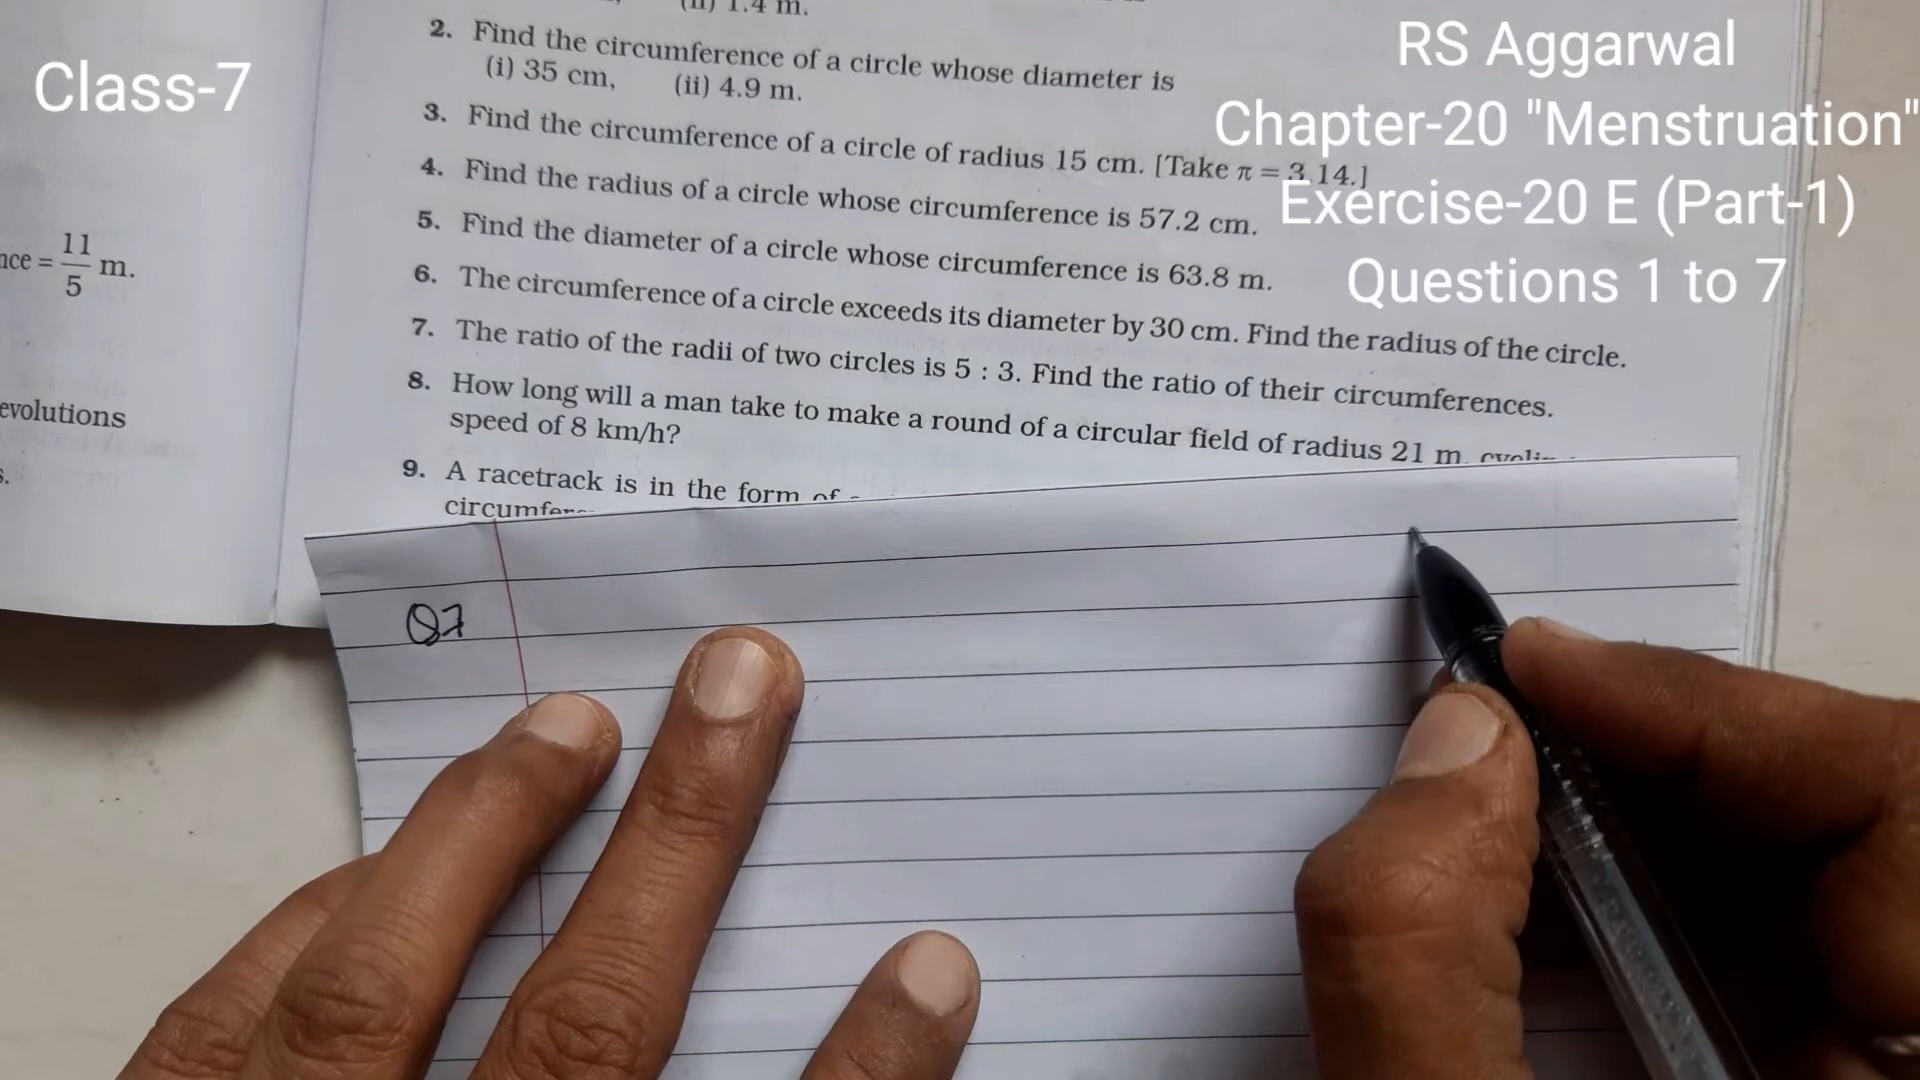 (ii) 1.4 m.
2. Find the circumference of a circle whose diameter is
(i) 35 cm, (ii) 4.9 m.
3. Find the circumference of a circle of radius 15 cm. [Take π = 3.14.]
4. Find the radius of a circle whose circumference is 57.2 cm.
5. Find the diameter of a circle whose circumference is 63.8 m.
6. The circumference of a circle exceeds its diameter by 30 cm. Find the radius of the circle.
7. The ratio of the radii of two circles is 5 : 3. Find the ratio of their circumferences.
8. How long will a man take to make a round of a circular field of radius 21 m
speed of 8 km/h?
9. A racetrack is in the form of
Class-7
RS Aggarwal
Chapter-20 "Menstruation"
Exercise-20 E (Part-1)
Questions 1 to 7
= 11/5 m.
evolutions
Q7